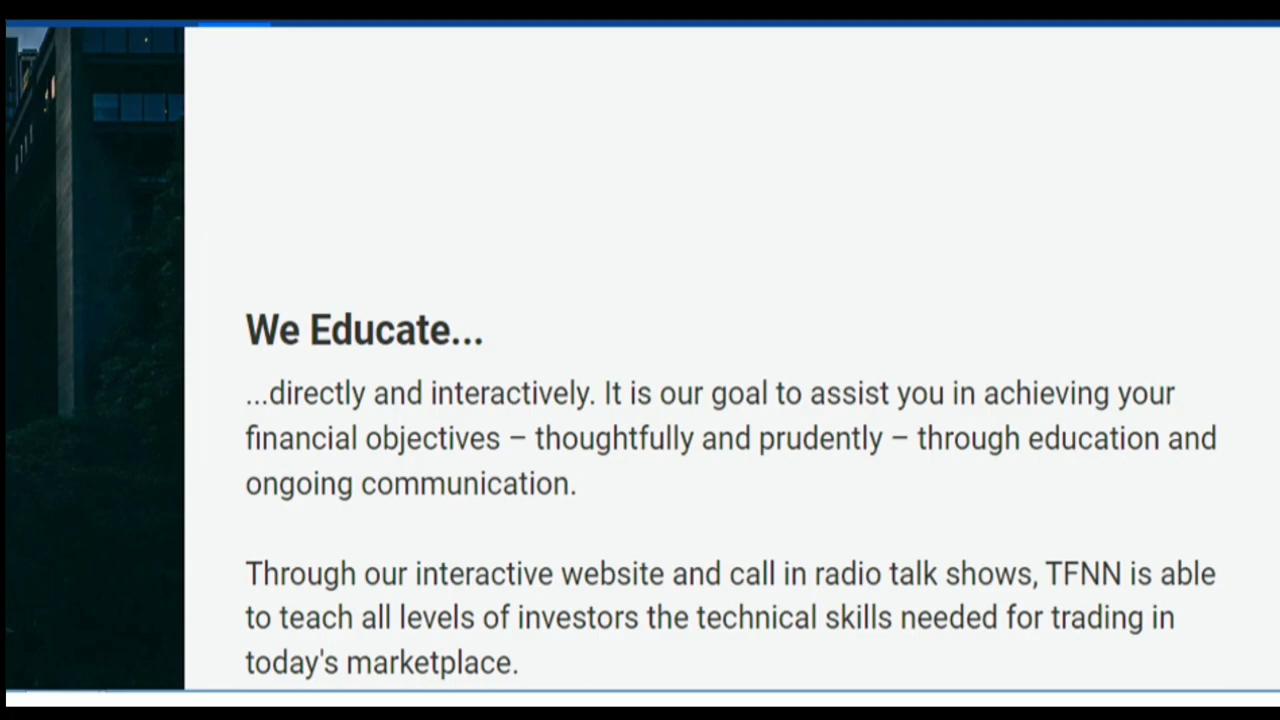 We Educate...
...directly and interactively. It is our goal to assist you in achieving your
financial objectives – thoughtfully and prudently – through education and
ongoing communication.
Through our interactive website and call in radio talk shows, TFNN is able
to teach all levels of investors the technical skills needed for trading in
today's marketplace.